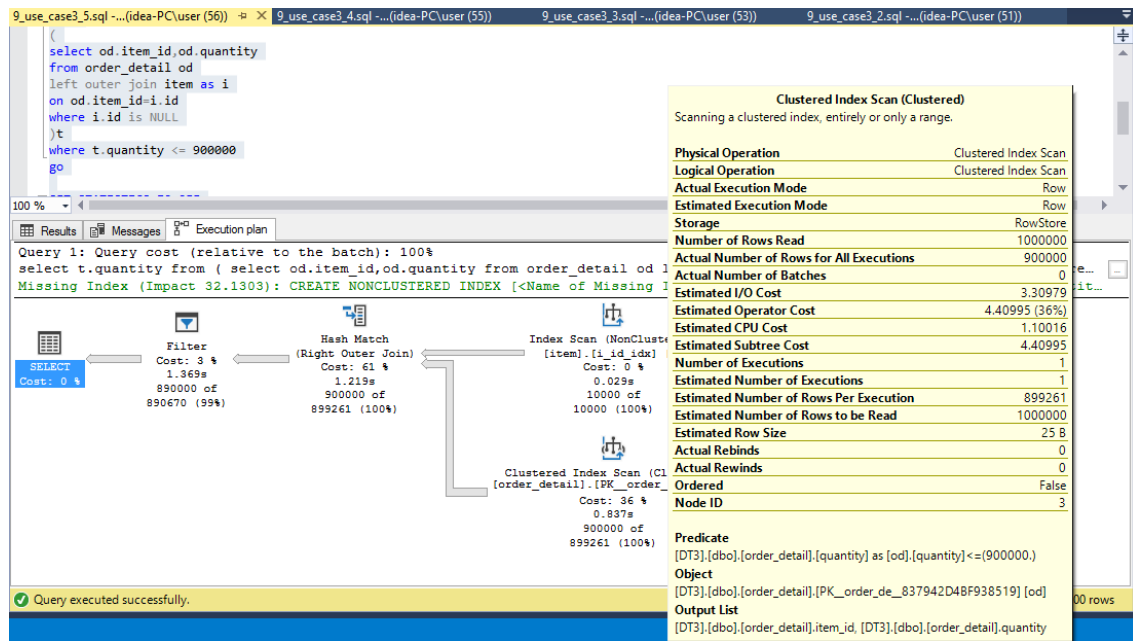 9_use_case3_5.sql -...(idea-PC\user (56)) 9_use_case3_4.sql -...(idea-PC\user (55)) 9_use_case3_3.sql -...(idea-PC\user (53)) 9_use_case3_2.sql -...(idea-PC\user (51))
(
select od.item_id,od.quantity
from order_detail od
left outer join item as i
on od.item_id=i.id
where i.id is NULL
)t
where t.quantity <= 900000
go
100 %
Results Messages Execution plan
Query 1: Query cost (relative to the batch): 100%
select t.quantity from ( select od.item_id,od.quantity from order_detail od l
Missing Index (Impact 32.1303): CREATE NONCLUSTERED INDEX [<Name of Missing I
SELECT
Cost: 0 %
Filter
Cost: 3 %
1.369s
890000 of
890670 (99%)
Hash Match
(Right Outer Join)
Cost: 61 %
1.219s
900000 of
899261 (100%)
Index Scan (NonCluste
[item].[i_id_idx]
Cost: 0 %
0.029s
10000 of
10000 (100%)
Clustered Index Scan (Cl
[order_detail].[PK__order_
Cost: 36 %
0.837s
900000 of
899261 (100%)
Clustered Index Scan (Clustered)
Scanning a clustered index, entirely or only a range.
Physical Operation Clustered Index Scan
Logical Operation Clustered Index Scan
Actual Execution Mode Row
Estimated Execution Mode Row
Storage RowStore
Number of Rows Read 1000000
Actual Number of Rows for All Executions 900000
Actual Number of Batches 0
Estimated I/O Cost 3.30979
Estimated Operator Cost 4.40995 (36%)
Estimated CPU Cost 1.10016
Estimated Subtree Cost 4.40995
Number of Executions 1
Estimated Number of Executions 1
Estimated Number of Rows Per Execution 899261
Estimated Number of Rows to be Read 1000000
Estimated Row Size 25 B
Actual Rebinds 0
Actual Rewinds 0
Ordered False
Node ID 3
Predicate
[DT3].[dbo].[order_detail].[quantity] as [od].[quantity]<=(900000.)
Object
[DT3].[dbo].[order_detail].[PK__order_de__837942D4BF938519] [od]
Output List
[DT3].[dbo].[order_detail].item_id, [DT3].[dbo].[order_detail].quantity
Query executed successfully.
00 rows